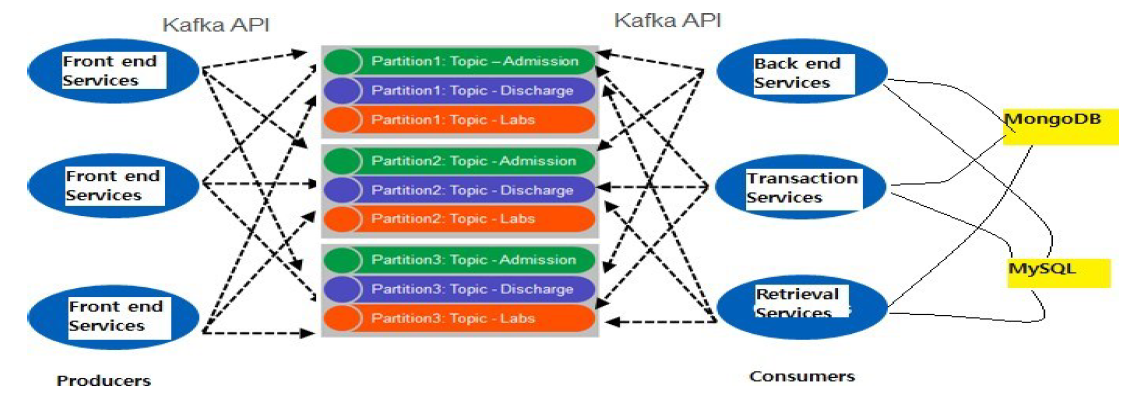 Kafka API
Kafka API
Front end
Services
Front end
Services
Front end
Services
Producers
Partition1: Topic – Admission
Partition1: Topic - Discharge
Partition1: Topic - Labs
Partition2: Topic - Admission
Partition2: Topic - Discharge
Partition2: Topic - Labs
Partition3: Topic - Admission
Partition3: Topic - Discharge
Partition3: Topic - Labs
Back end
Services
Transaction
Services
Retrieval
Services
Consumers
MongoDB
MySQL